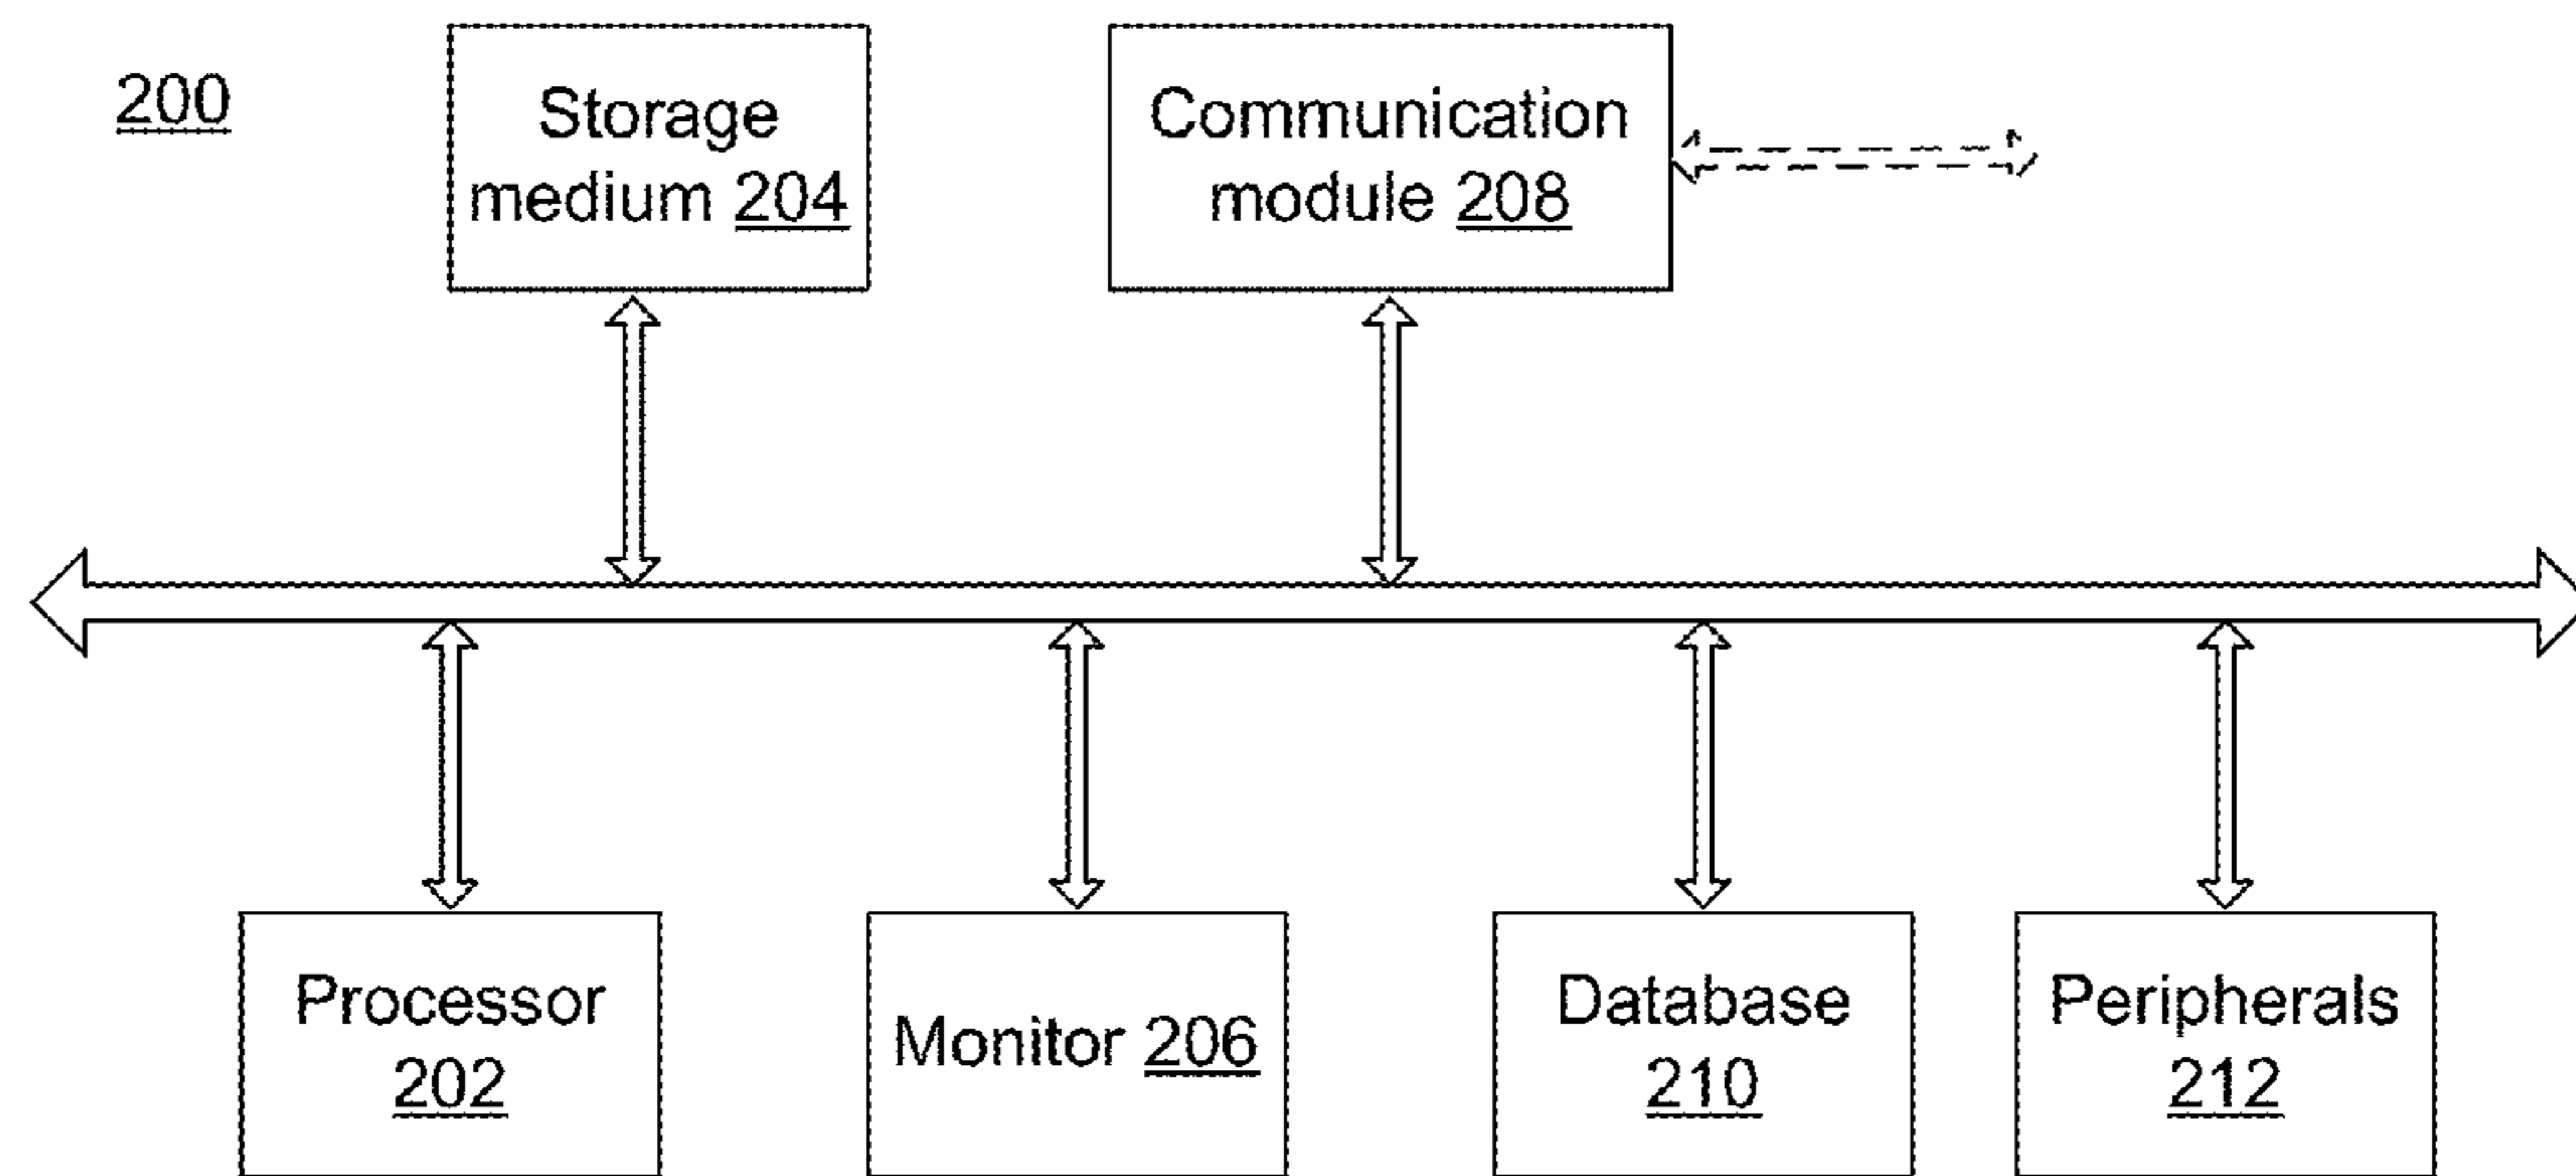 200
Storage
medium 204
Communication
module 208
Processor
202
Monitor 206
Database
210
Peripherals
212